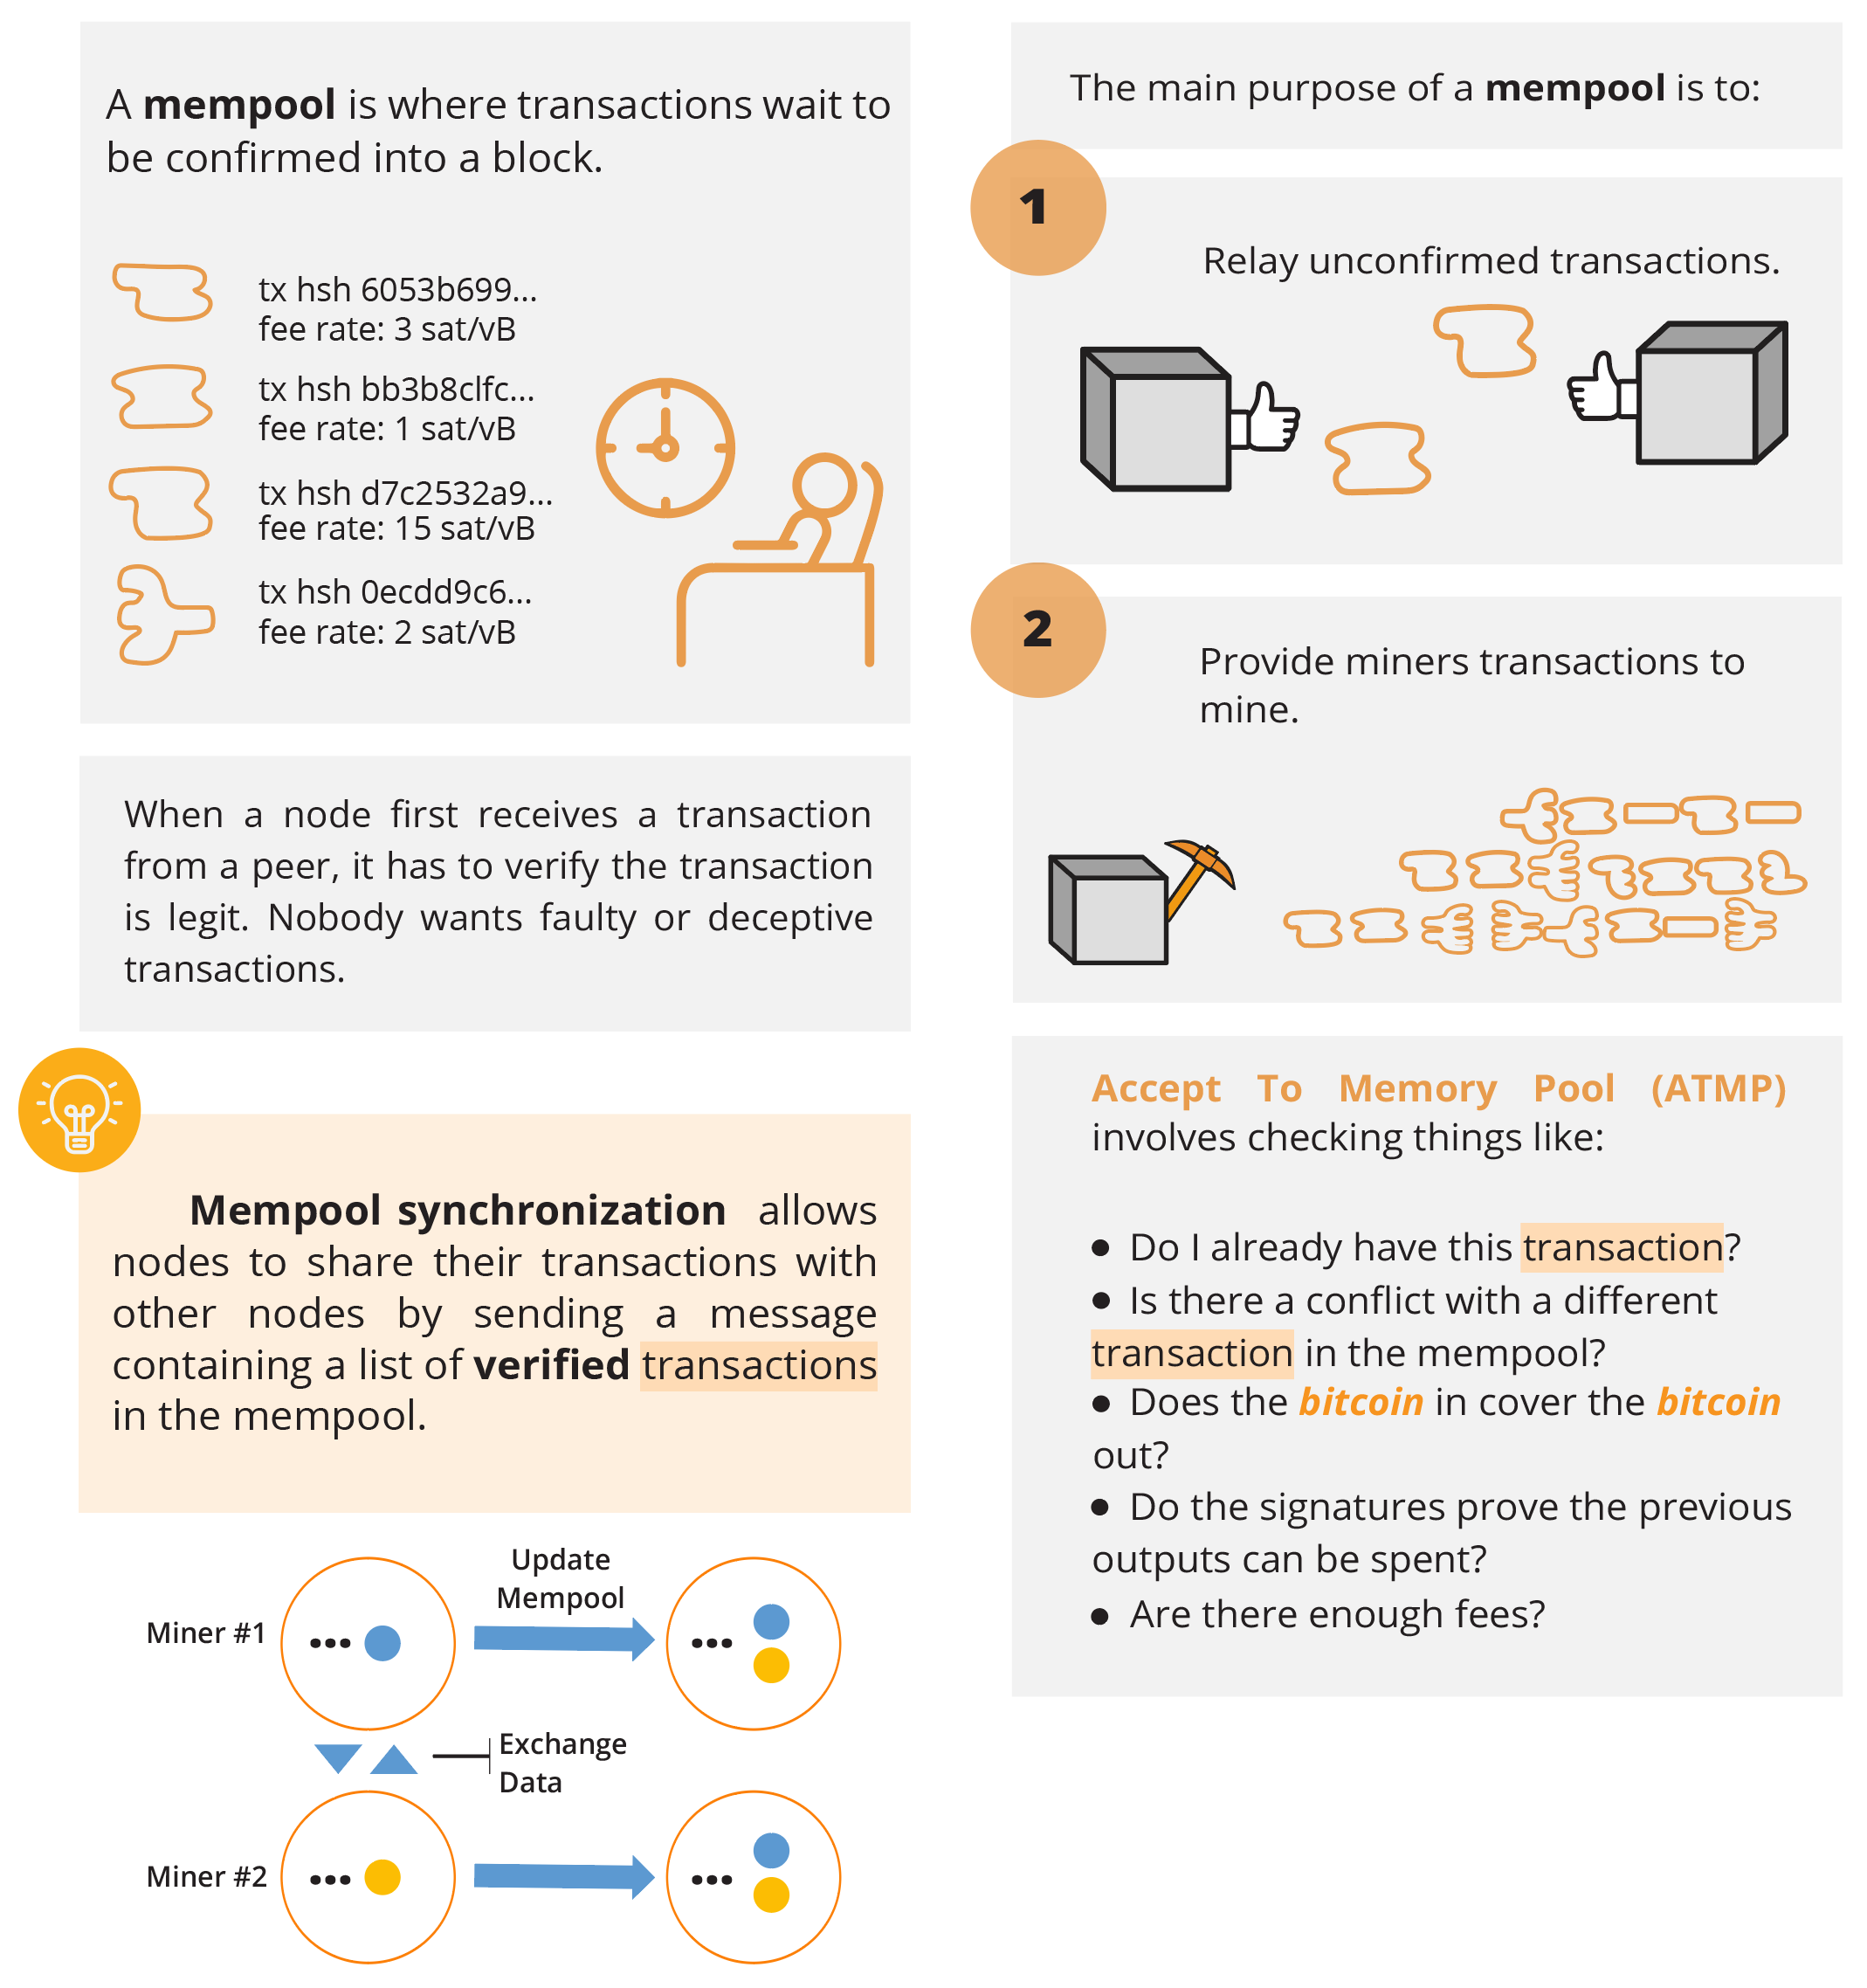 A mempool is where transactions wait to
be confirmed into a block.
tx hsh 6053b699...
fee rate: 3 sat/vB
tx hsh bb3b8clfc...
fee rate: 1 sat/vB
tx hsh d7c2532a9...
fee rate: 15 sat/vB
tx hsh 0ecdd9c6...
fee rate: 2 sat/vB
When a node first receives a transaction
from a peer, it has to verify the transaction
is legit. Nobody wants faulty or deceptive
transactions.
Mempool synchronization allows
nodes to share their transactions with
other nodes by sending a message
containing a list of verified transactions
in the mempool.
Update
Mempool
Miner #1
Exchange
Data
Miner #2
The main purpose of a mempool is to:
1
Relay unconfirmed transactions.
2
Provide miners transactions to
mine.
Accept To Memory Pool (ATMP)
involves checking things like:
● Do I already have this transaction?
● Is there a conflict with a different
transaction in the mempool?
● Does the bitcoin in cover the bitcoin
out?
● Do the signatures prove the previous
outputs can be spent?
● Are there enough fees?